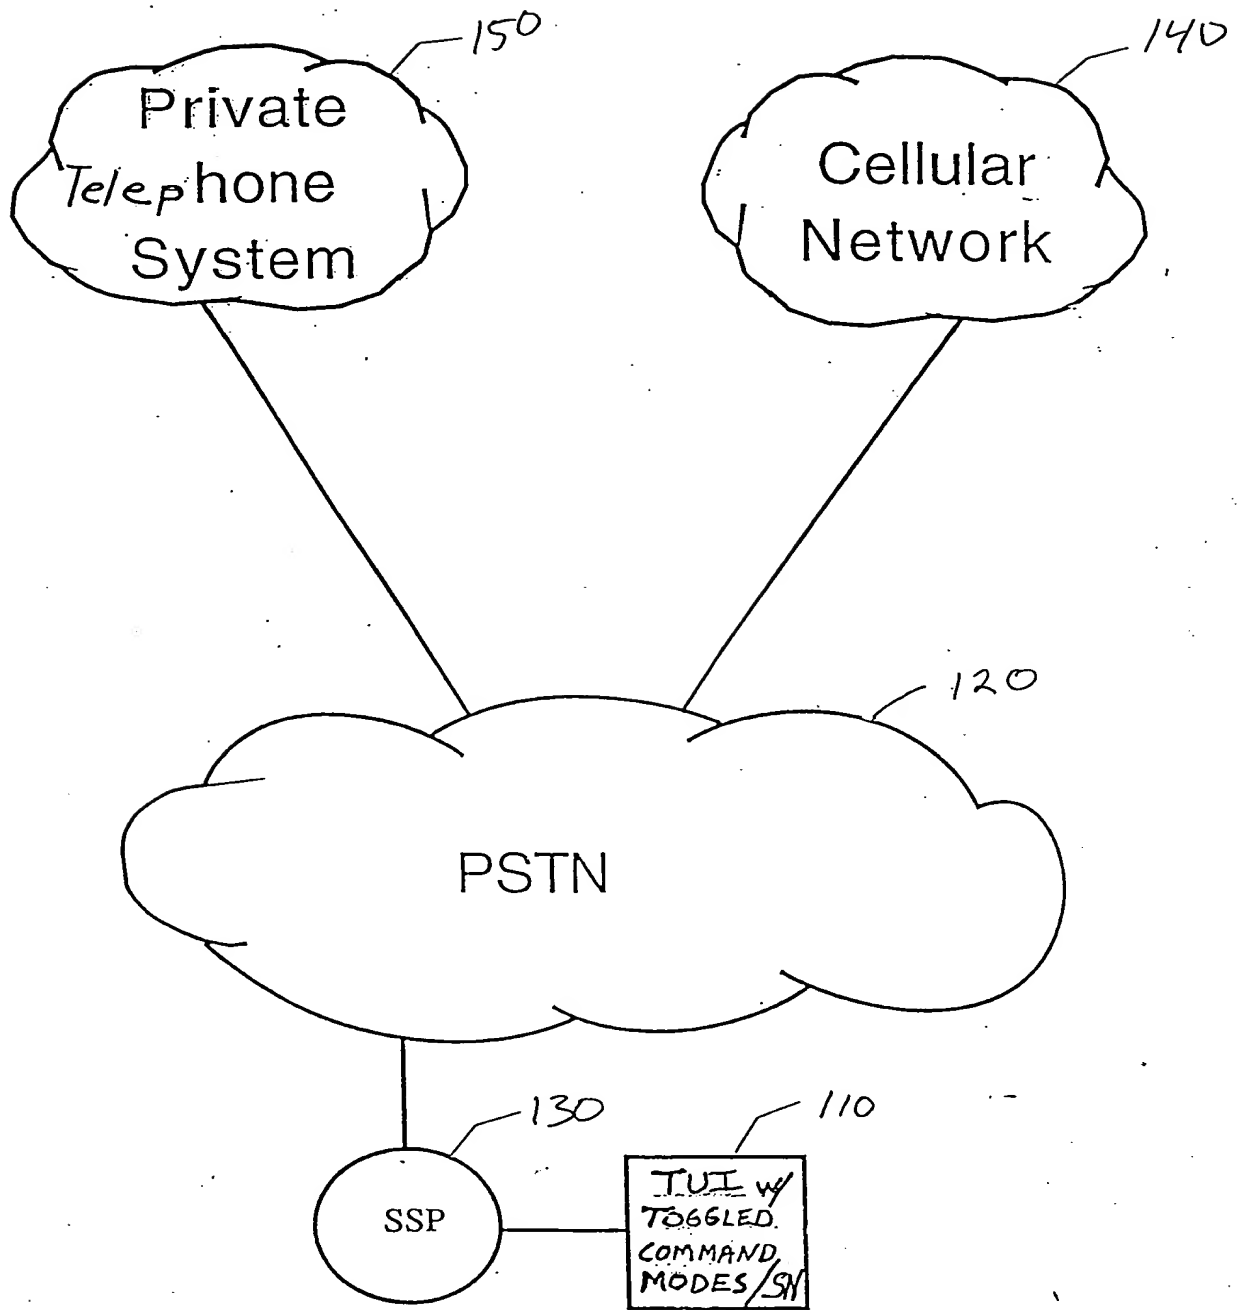 150
140
Private
Telephone
System
Cellular
Network
120
PSTN
130
110
SSP
TUI w/
TOGGLED
COMMAND
MODES/SN